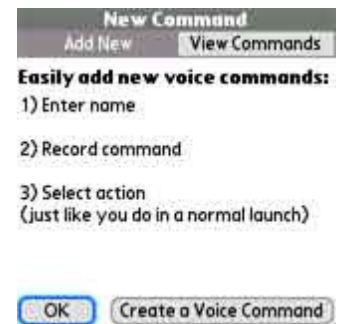 New Command
Add New View Commands
Easily add new voice commands:
1) Enter name
2) Record command
3) Select action
(just like you do in a normal launch)
OK Create a Voice Command